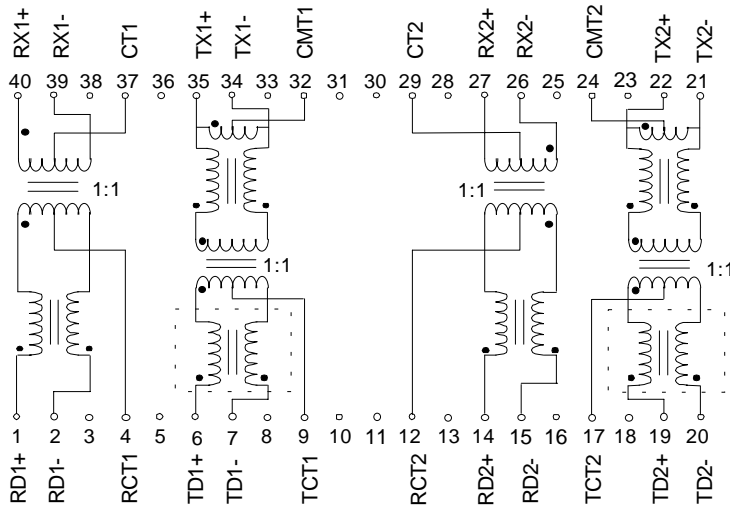 RX1+ RX1- CT1 TX1+ TX1- CMT1 CT2 RX2+ RX2- CMT2 TX2+ TX2-
40 39 38 37 36 35 34 33 32 31 30 29 28 27 26 25 24 23 22 21
1:1 1:1
1:1 1:1
1 2 3 4 5 6 7 8 9 10 11 12 13 14 15 16 17 18 19 20
RD1+ RD1- RCT1 TD1+ TD1- TCT1 RCT2 RD2+ RD2- TCT2 TD2+ TD2-